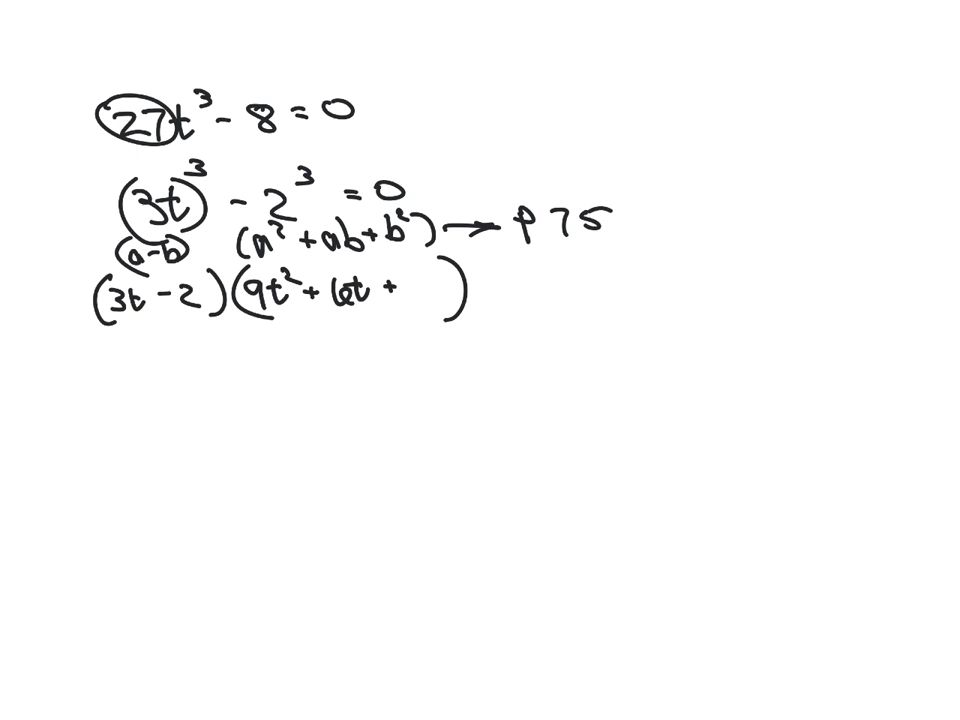 27t³ - 8 = 0
(3t)³ - 2³ = 0
(a-b) (a² + ab + b²) → P 75
(3t - 2)(9t² + 6t + )